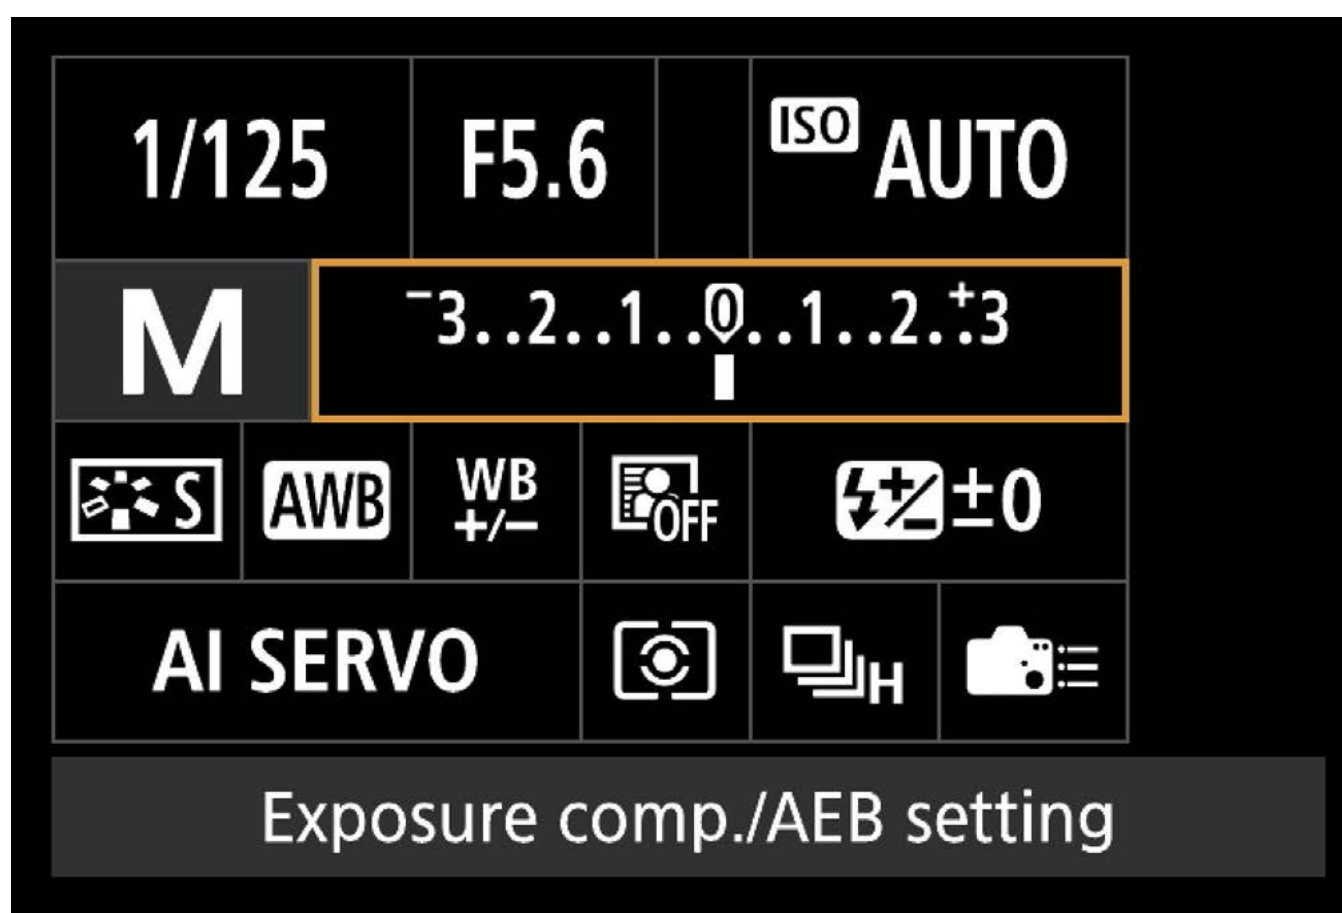 1/125 F5.6 ISO AUTO
M -3..2..1..0..1..2..+3
S AWB WB +/- OFF ±0
AI SERVO H
Exposure comp./AEB setting